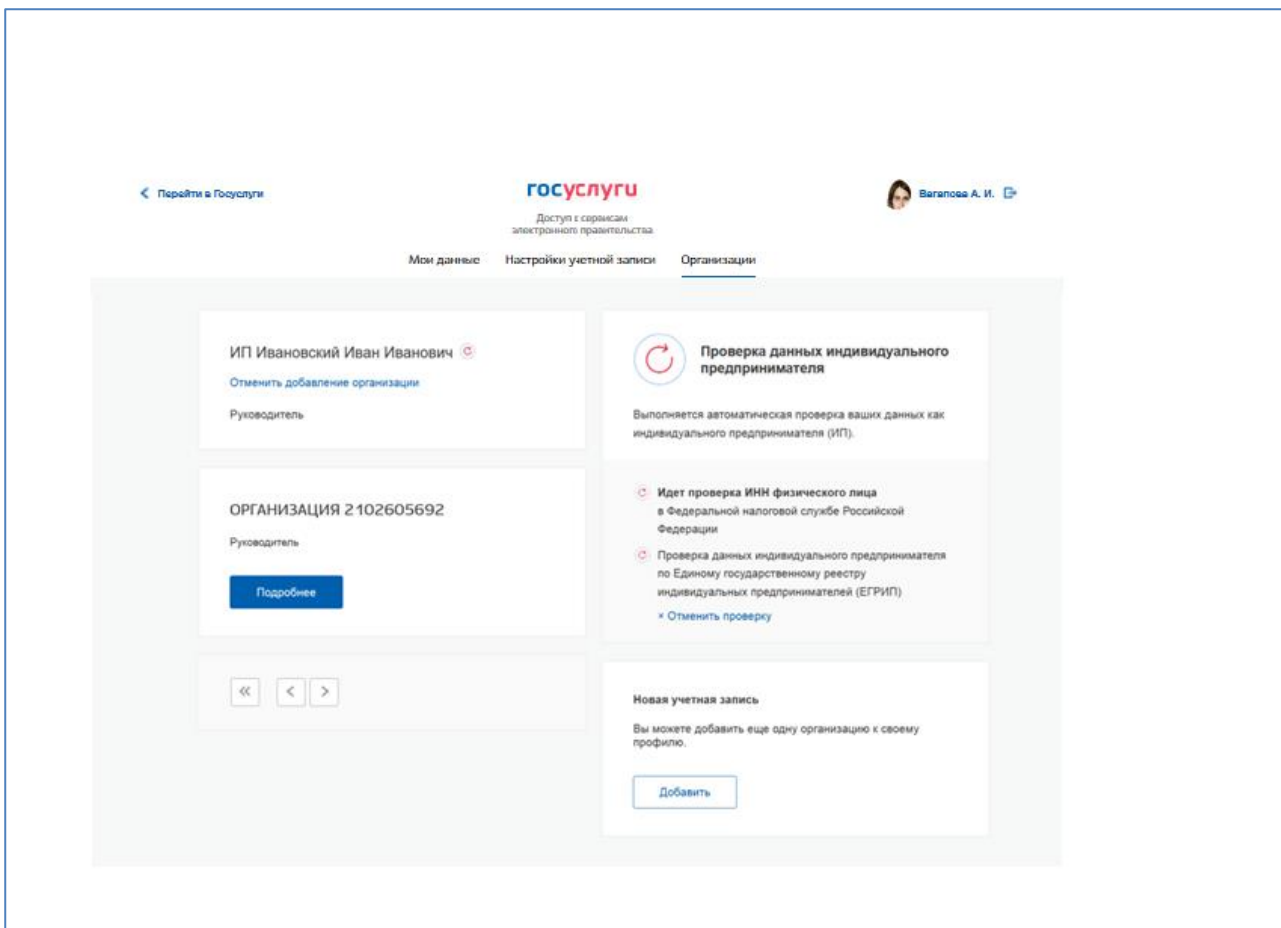 Перейти в Госуслуги
госуслуги
Вагапова А. И.
Доступ к сервисам
электронного правительства
Мои данные Настройки учетной записи Организации
ИП Ивановский Иван Иванович
Отменить добавление организации
Руководитель
ОРГАНИЗАЦИЯ 2102605692
Руководитель
Подробнее
Проверка данных индивидуального
предпринимателя
Выполняется автоматическая проверка ваших данных как
индивидуального предпринимателя (ИП).
Идет проверка ИНН физического лица
в Федеральной налоговой службе Российской
Федерации
Проверка данных индивидуального предпринимателя
по Единому государственному реестру
индивидуальных предпринимателей (ЕГРИП)
× Отменить проверку
Новая учетная запись
Вы можете добавить еще одну организацию к своему
профилю.
Добавить